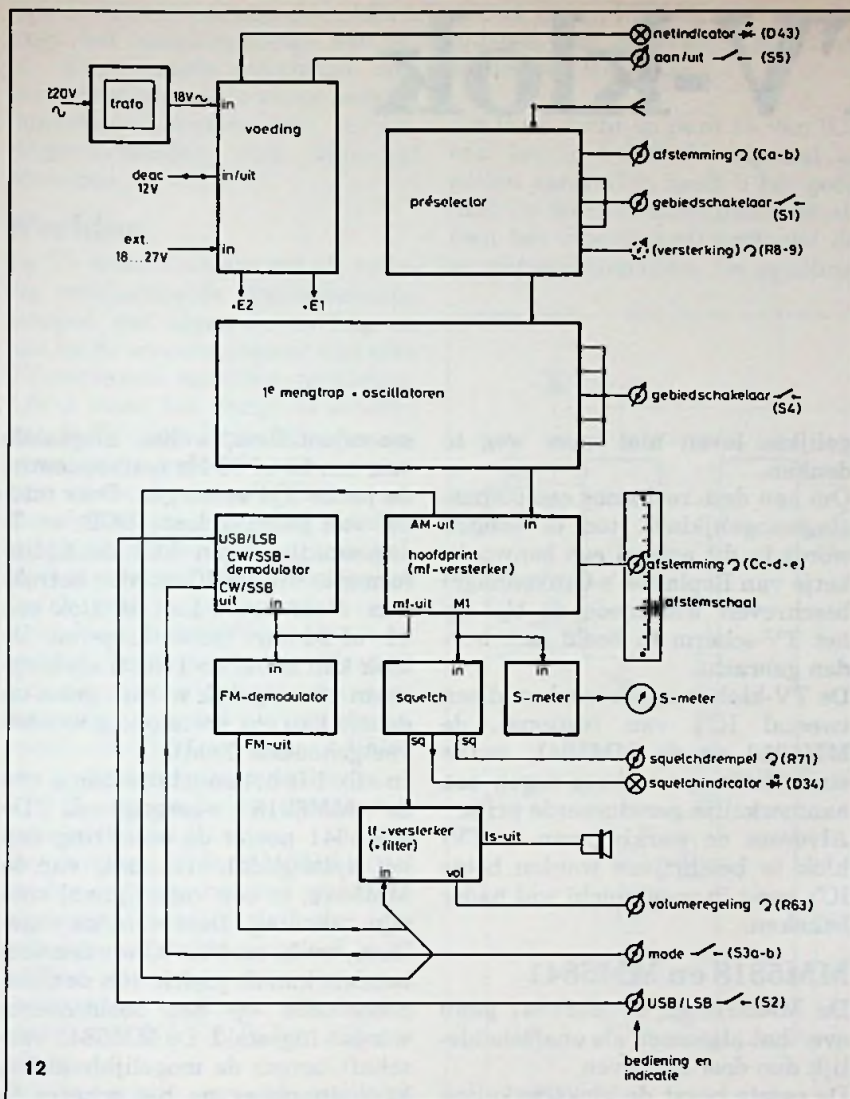 netindicator (D43)
aan/uit (S5)
220V
trafo
18V~
in
voeding
deac
12V
in/uit
ext.
18...27V
in
•E2
•E1
préselector
afstemming (Ca-b)
gebiedschakelaar
(S1)
(versterking) (R8-9)
1e mengtrap • oscillatoren
gebiedschakelaar
(S4)
AM-uit
in
hoofdprint
(mf-versterker)
mf-uit
M1
afstemming (Cc-d-e)
afstemschaal
USB/LSB
CW/SSB-
demodulator
CW/SSB
uit
in
in
FM-demodulator
FM-uit
in
squelch
sq
sq
in
S-meter
S-meter
squelchdrempel (R71)
squelchindicator (D34)
lf-versterker
(•filter)
ls-uit
in
vol
volumeregeling (R63)
mode (S3a-b)
USB/LSB (S2)
bediening en
indicatie
12